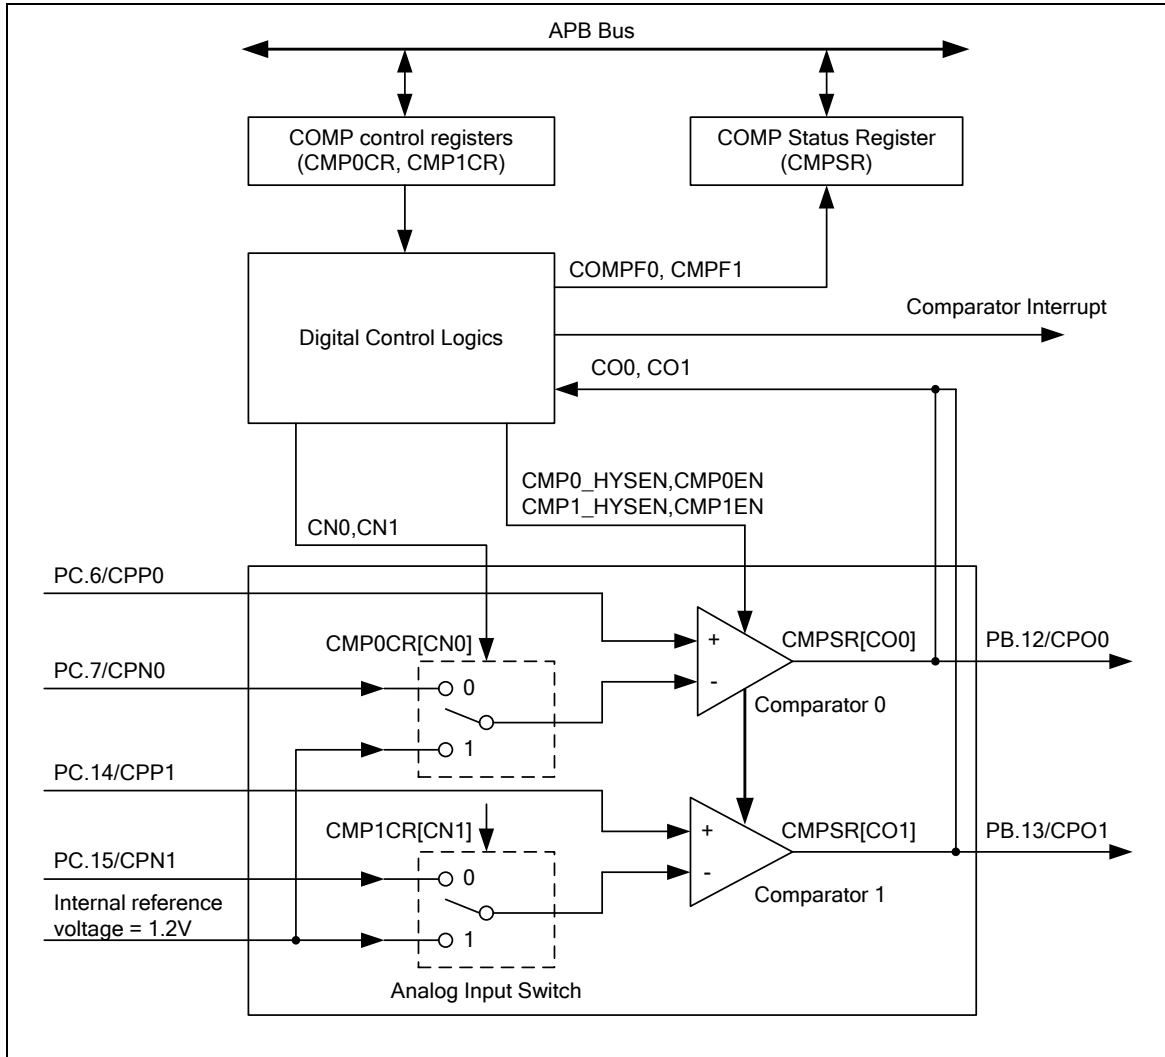 APB Bus
COMP control registers
(CMP0CR, CMP1CR)
COMP Status Register
(CMPSR)
COMPF0, CMPF1
Digital Control Logics
Comparator Interrupt
CO0, CO1
CMP0_HYSEN,CMP0EN
CMP1_HYSEN,CMP1EN
CN0,CN1
PC.6/CPP0
CMP0CR[CN0]
+
CMPSR[CO0]
PB.12/CPO0
PC.7/CPN0
0
-
Comparator 0
1
PC.14/CPP1
CMP1CR[CN1]
+
CMPSR[CO1]
PB.13/CPO1
PC.15/CPN1
0
-
Comparator 1
Internal reference
voltage = 1.2V
1
Analog Input Switch